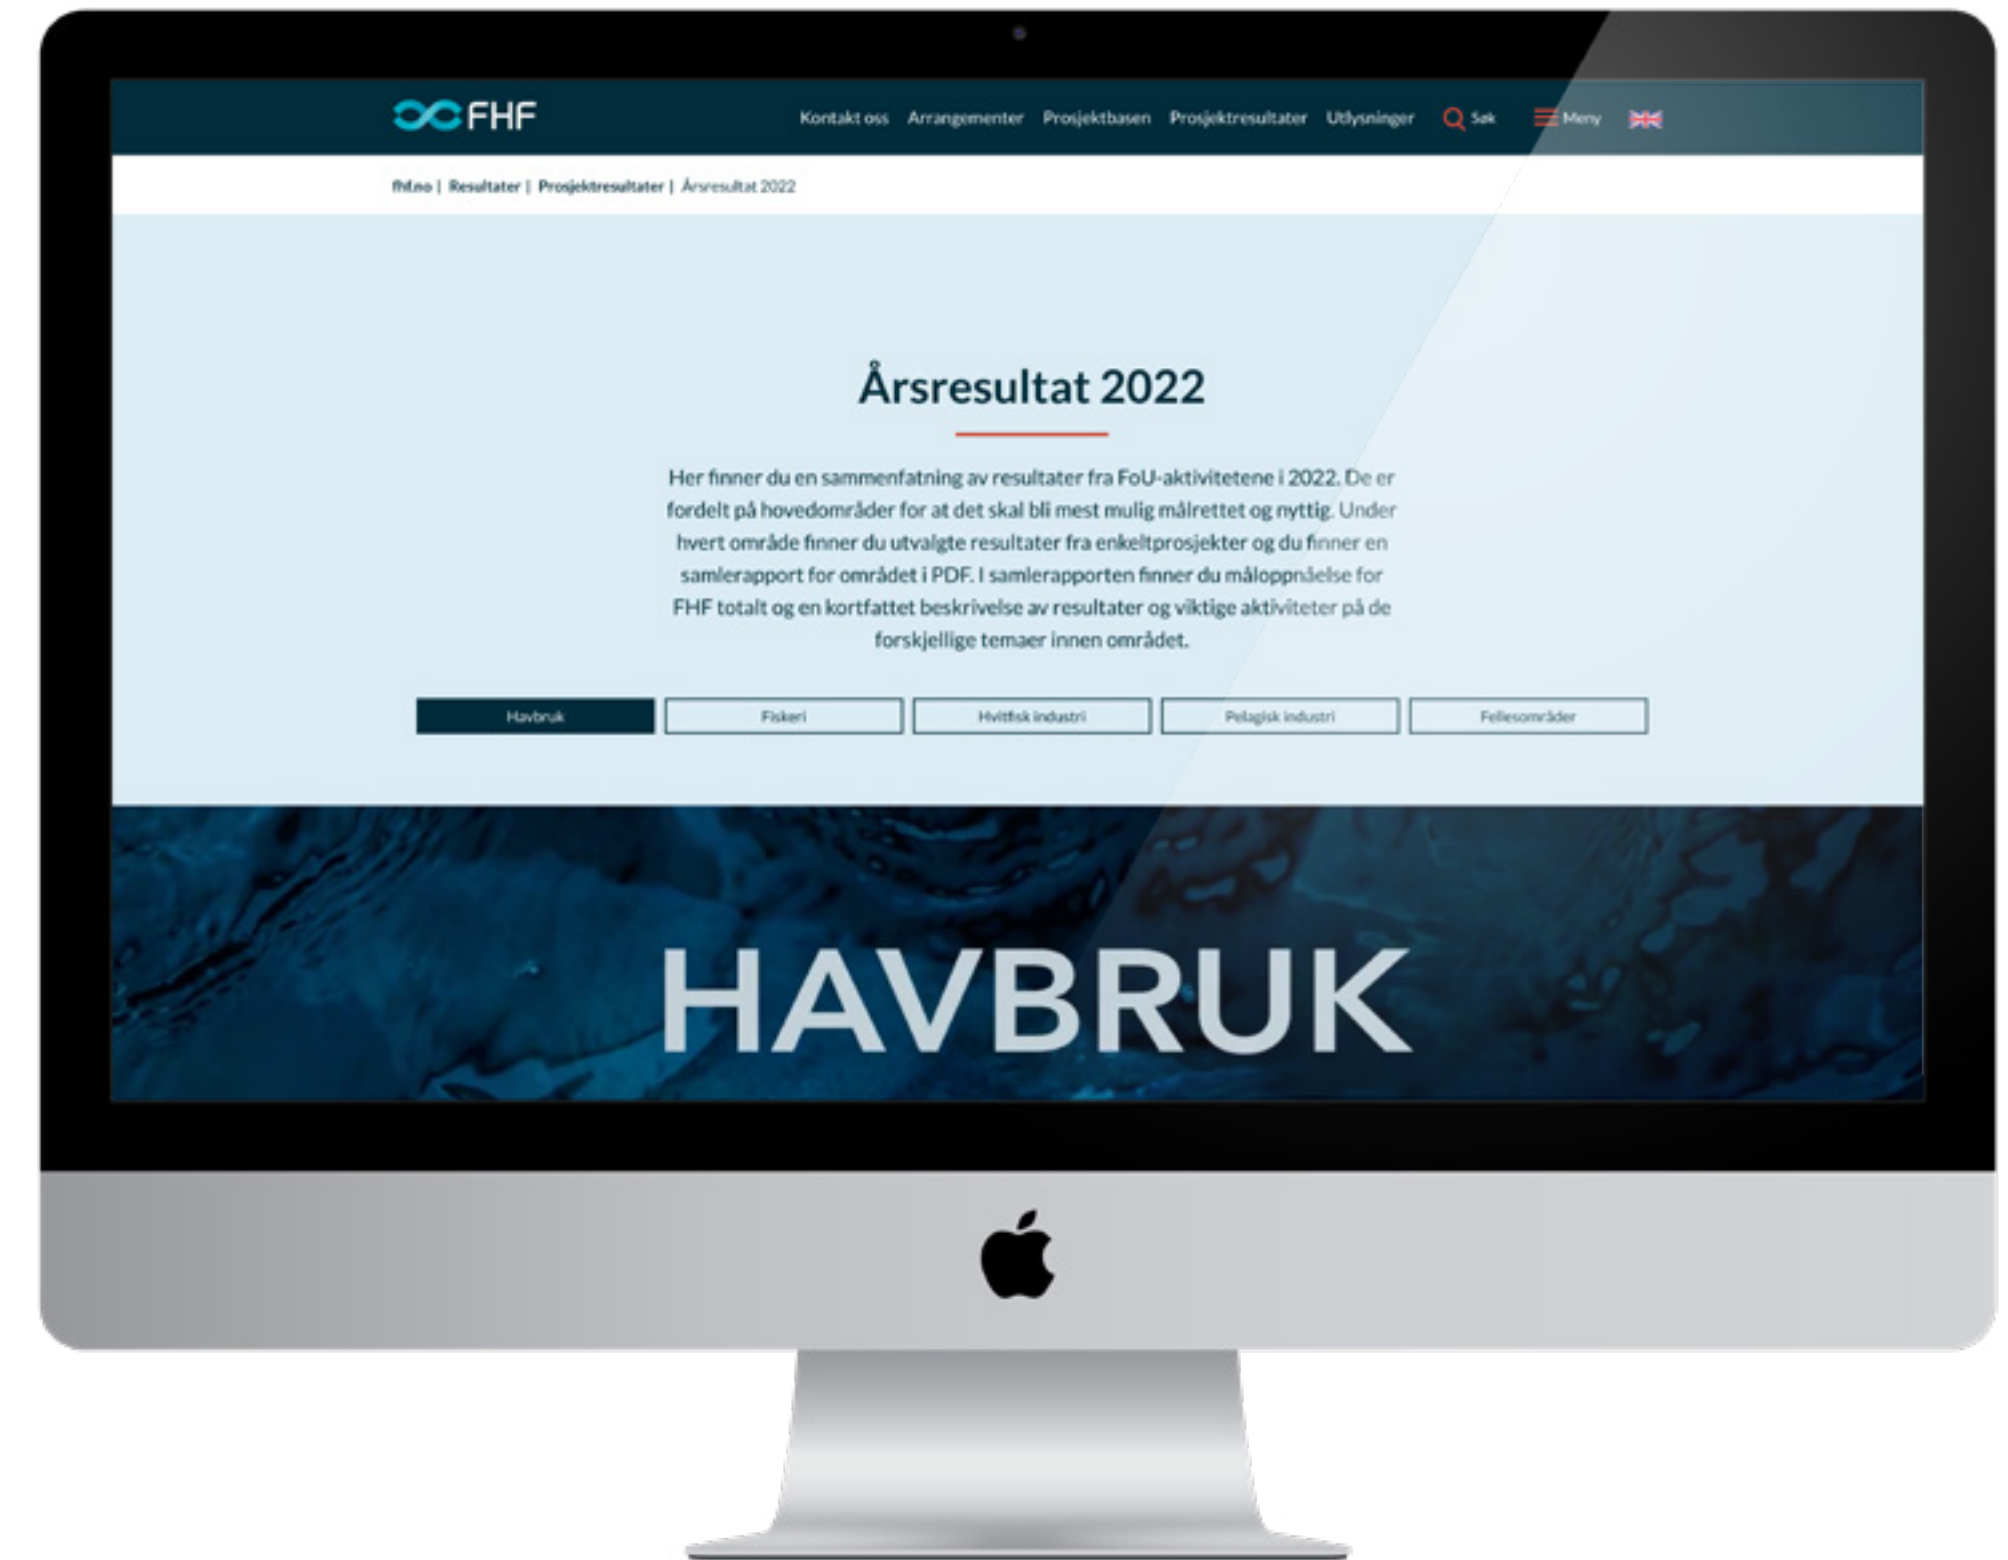 FHF
Kontakt oss Arrangementer Prosjektbasen Prosjektresultater Utlysninger Søk Meny
fhf.no | Resultater | Prosjektresultater | Årsresultat 2022
Årsresultat 2022
Her finner du en sammenfatning av resultater fra FoU-aktivitetene i 2022. De er
fordelt på hovedområder for at det skal bli mest mulig målrettet og nyttig. Under
hvert område finner du utvalgte resultater fra enkeltprosjekter og du finner en
samlerapport for området i PDF. I samlerapporten finner du måloppnåelse for
FHF totalt og en kortfattet beskrivelse av resultater og viktige aktiviteter på de
forskjellige temaer innen området.
Havbruk Fiskeri Hvitfisk industri Pelagisk industri Fellesområder
HAVBRUK